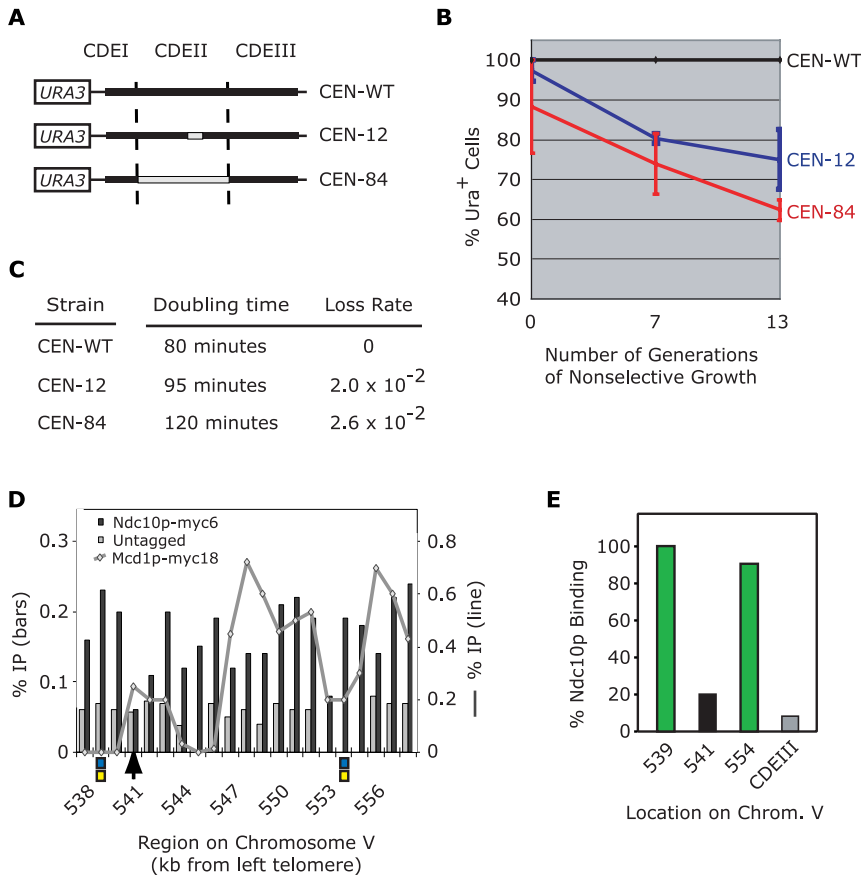 A
CDEI CDEII CDEIII
URA3 CEN-WT
URA3 CEN-12
URA3 CEN-84
B
100
90
80
70
60
50
40
% Ura+ Cells
0 7 13
Number of Generations
of Nonselective Growth
CEN-WT
CEN-12
CEN-84
C
Strain Doubling time Loss Rate
CEN-WT 80 minutes 0
CEN-12 95 minutes 2.0 x 10-2
CEN-84 120 minutes 2.6 x 10-2
D
Ndc10p-myc6
Untagged
Mcd1p-myc18
0.3
0.2
0.1
0
% IP (bars)
0.8
0.6
0.4
0.2
0
% IP (line)
538 541 544 547 550 553 556
Region on Chromosome V
(kb from left telomere)
E
% Ndc10p Binding
100
80
60
40
20
0
539 541 554 CDEIII
Location on Chrom. V